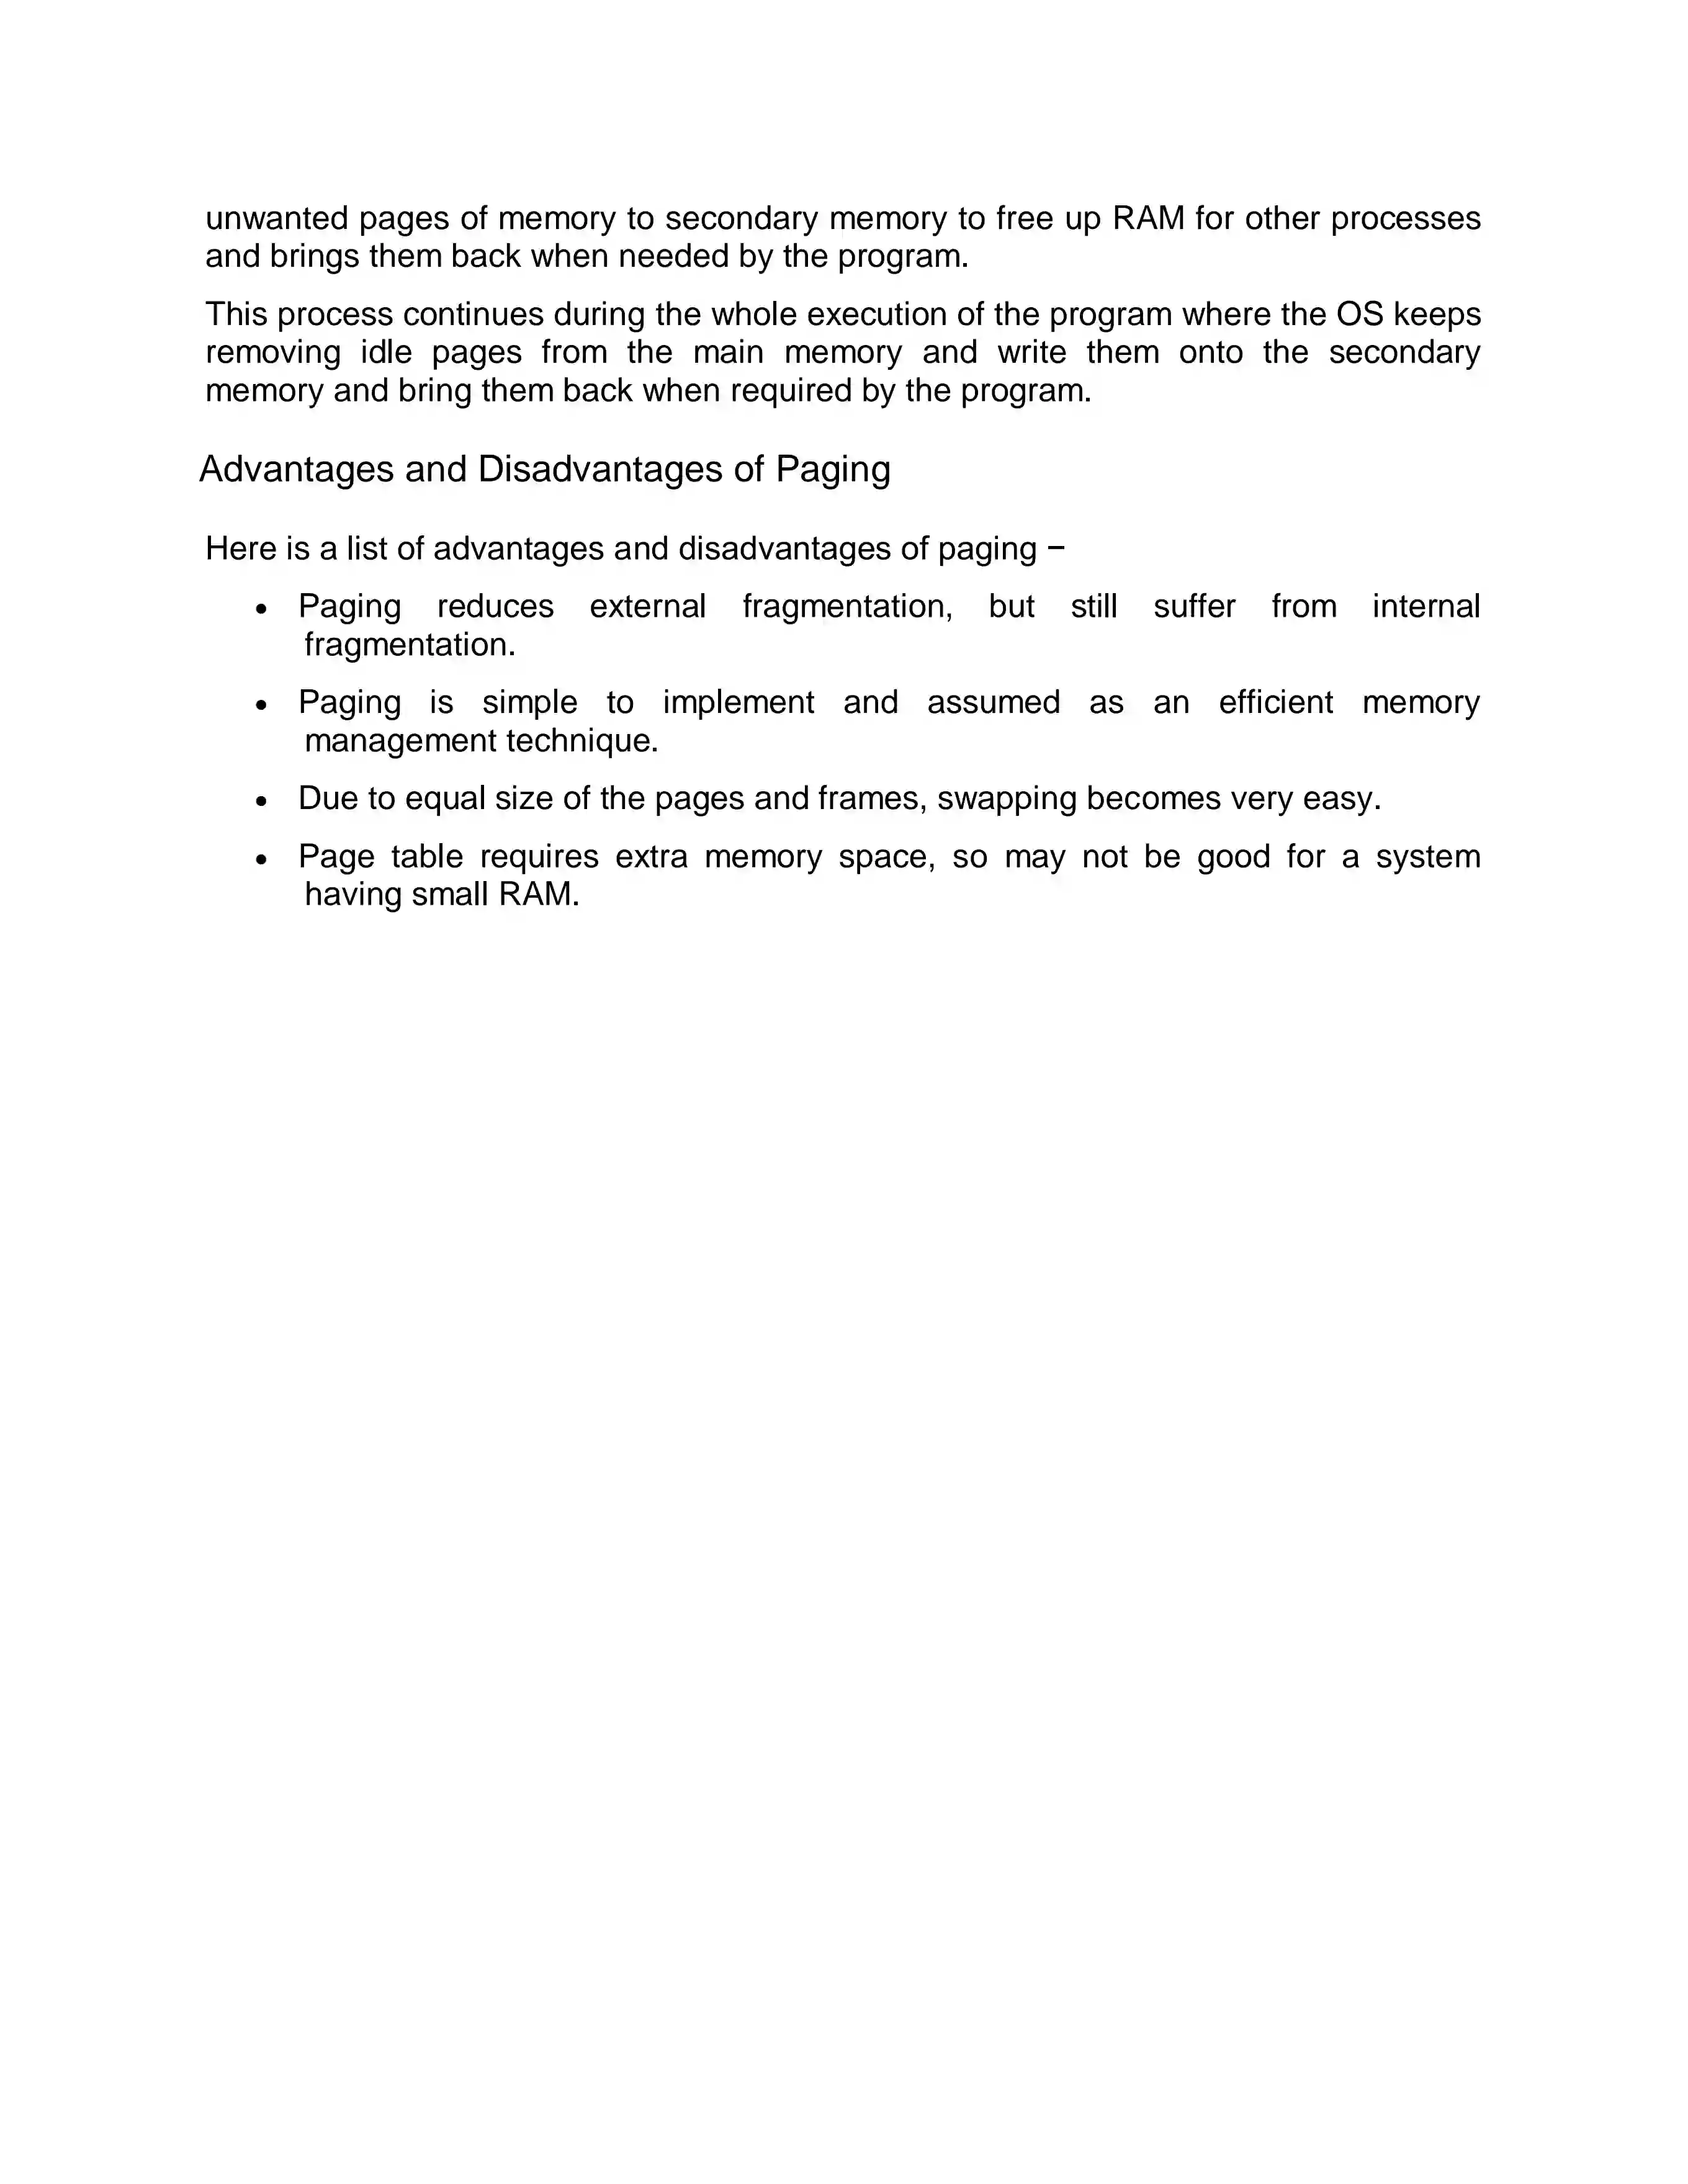 unwanted pages of memory to secondary memory to free up RAM for other processes
and brings them back when needed by the program.
This process continues during the whole execution of the program where the OS keeps
removing idle pages from the main memory and write them onto the secondary
memory and bring them back when required by the program.
Advantages and Disadvantages of Paging
Here is a list of advantages and disadvantages of paging −
• Paging reduces external fragmentation, but still suffer from internal
fragmentation.
• Paging is simple to implement and assumed as an efficient memory
management technique.
• Due to equal size of the pages and frames, swapping becomes very easy.
• Page table requires extra memory space, so may not be good for a system
having small RAM.